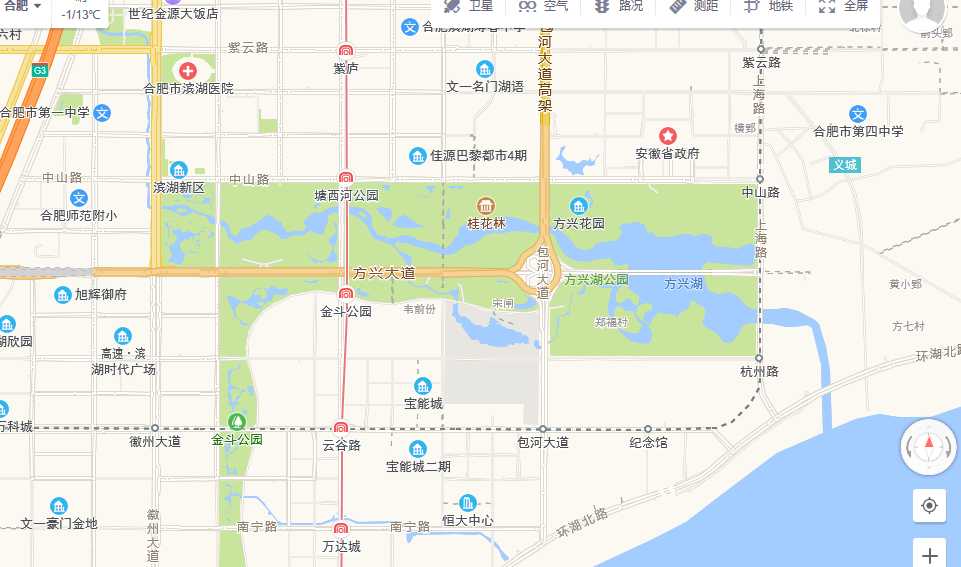 合肥
-1/13℃
世纪金源大饭店
卫星
空气
路况
测距
地铁
全屏
六村
紫云路
紫庐
包河大道高架
紫云路
G3
合肥市滨湖医院
文一名门湖语
上海路
合肥市第一中学
合肥市第四中学
横郢
佳源巴黎都市4期
安徽省政府
义城
中山路
滨湖新区
中山路
塘西河公园
中山路
合肥师范附小
桂花林
方兴花园
上海路
包河大道
方兴大道
方兴湖公园
方兴湖
黄小郢
旭辉御府
金斗公园
韦前份
宋闸
郑福村
方七村
湖欣园
高速·滨
湖时代广场
环湖北路
杭州路
宝能城
万科城
徽州大道
金斗公园
云谷路
包河大道
纪念馆
宝能城二期
文一豪门金地
徽州大道
南宁路
南宁路
恒大中心
环湖北路
万达城